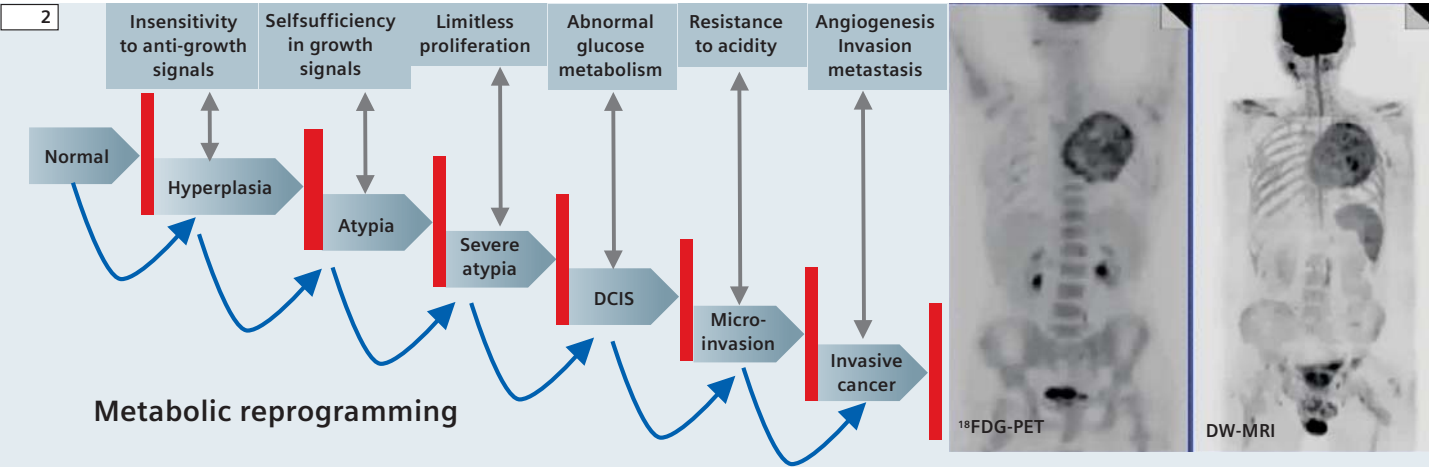 2
Insensitivity
to anti-growth
signals
Selfsufficiency
in growth
signals
Limitless
proliferation
Abnormal
glucose
metabolism
Resistance
to acidity
Angiogenesis
Invasion
metastasis
Normal
Hyperplasia
Atypia
Severe
atypia
DCIS
Micro-
invasion
Invasive
cancer
Metabolic reprogramming
¹⁸FDG-PET
DW-MRI